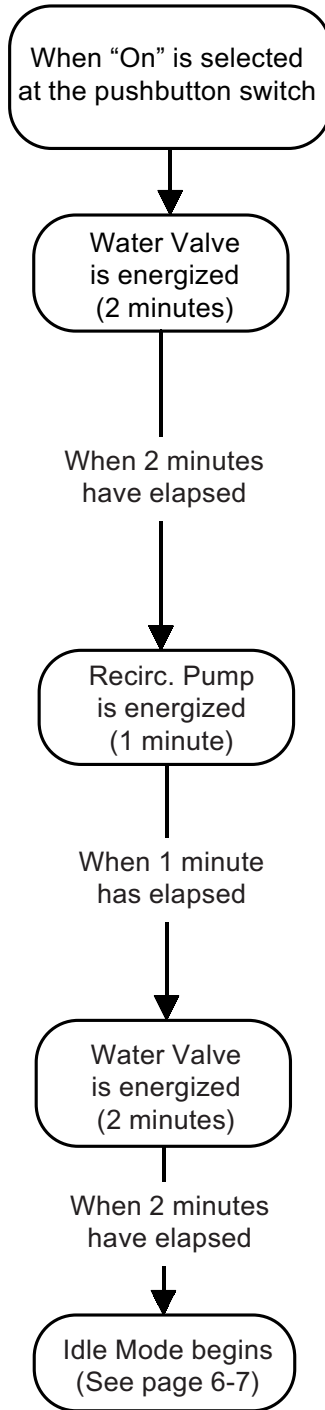 When “On” is selected
at the pushbutton switch
Water Valve
is energized
(2 minutes)
When 2 minutes
have elapsed
Recirc. Pump
is energized
(1 minute)
When 1 minute
has elapsed
Water Valve
is energized
(2 minutes)
When 2 minutes
have elapsed
Idle Mode begins
(See page 6-7)